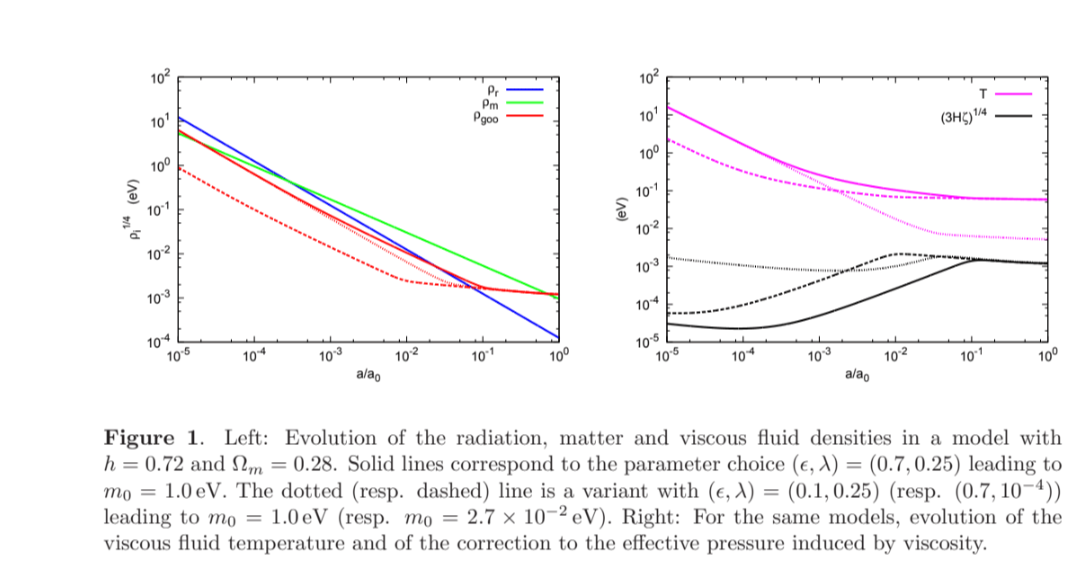 10^2
10^1
10^0
10^-1
10^-2
10^-3
10^-4
ρ_i^1/4 (eV)
ρ_r
ρ_m
ρ_goo
10^-5 10^-4 10^-3 10^-2 10^-1 10^0
a/a_0
10^2
10^1
10^0
10^-1
10^-2
10^-3
10^-4
10^-5
(eV)
T
(3Hζ)^1/4
10^-5 10^-4 10^-3 10^-2 10^-1 10^0
a/a_0
Figure 1. Left: Evolution of the radiation, matter and viscous fluid densities in a model with
h = 0.72 and Ω_m = 0.28. Solid lines correspond to the parameter choice (ϵ, λ) = (0.7, 0.25) leading to
m_0 = 1.0 eV. The dotted (resp. dashed) line is a variant with (ϵ, λ) = (0.1, 0.25) (resp. (0.7, 10^-4))
leading to m_0 = 1.0 eV (resp. m_0 = 2.7 × 10^-2 eV). Right: For the same models, evolution of the
viscous fluid temperature and of the correction to the effective pressure induced by viscosity.